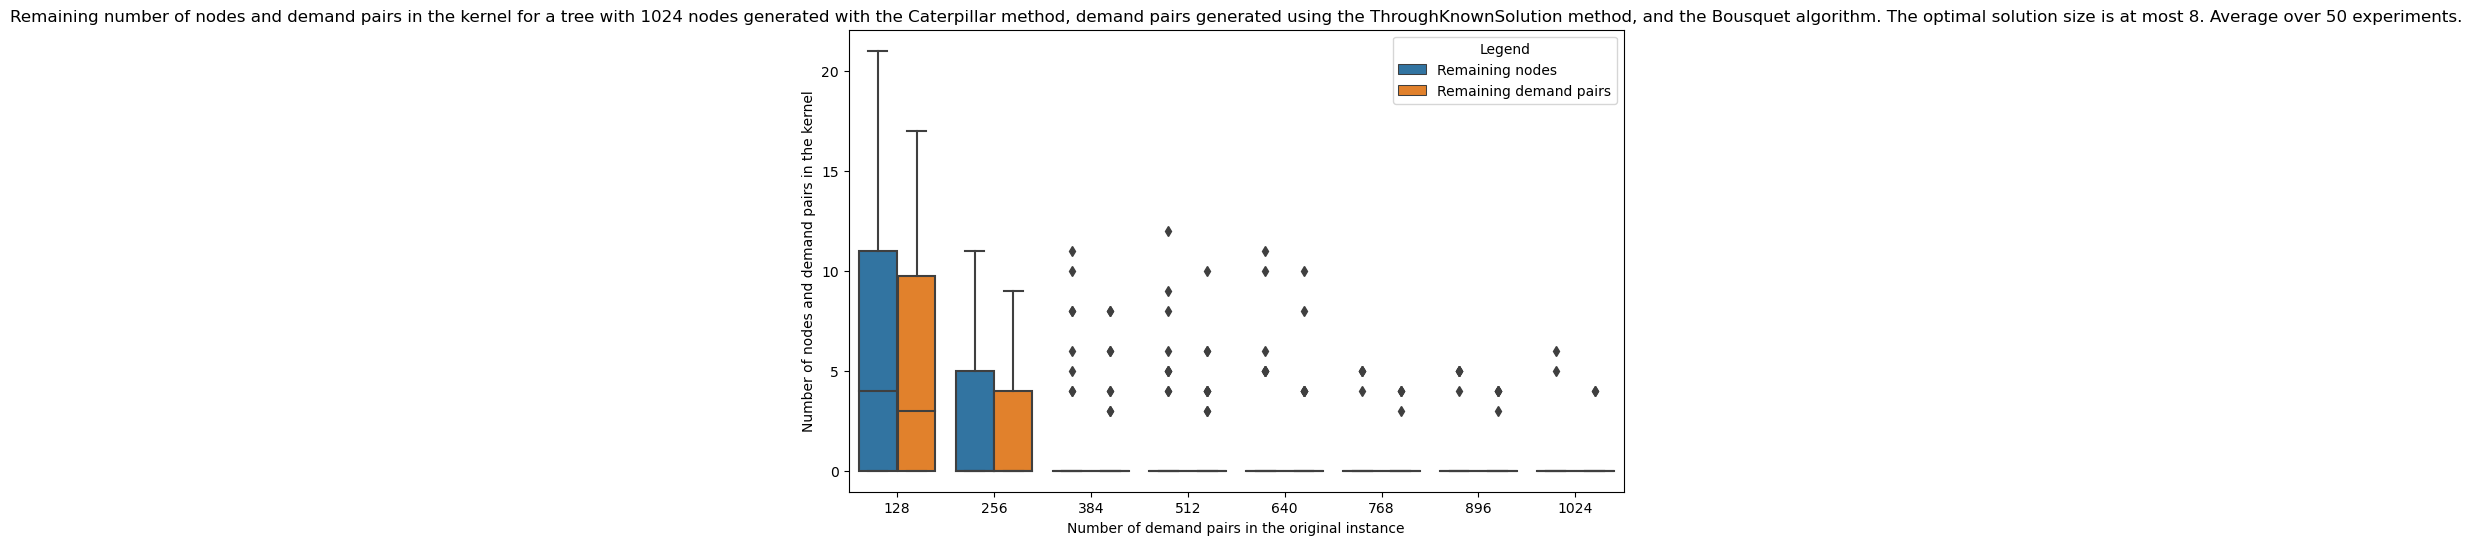 Remaining number of nodes and demand pairs in the kernel for a tree with 1024 nodes generated with the Caterpillar method, demand pairs generated using the ThroughKnownSolution method, and the Bousquet algorithm. The optimal solution size is at most 8. Average over 50 experiments.
Legend
Remaining nodes
Remaining demand pairs
Number of nodes and demand pairs in the kernel
20
15
10
5
0
128 256 384 512 640 768 896 1024
Number of demand pairs in the original instance